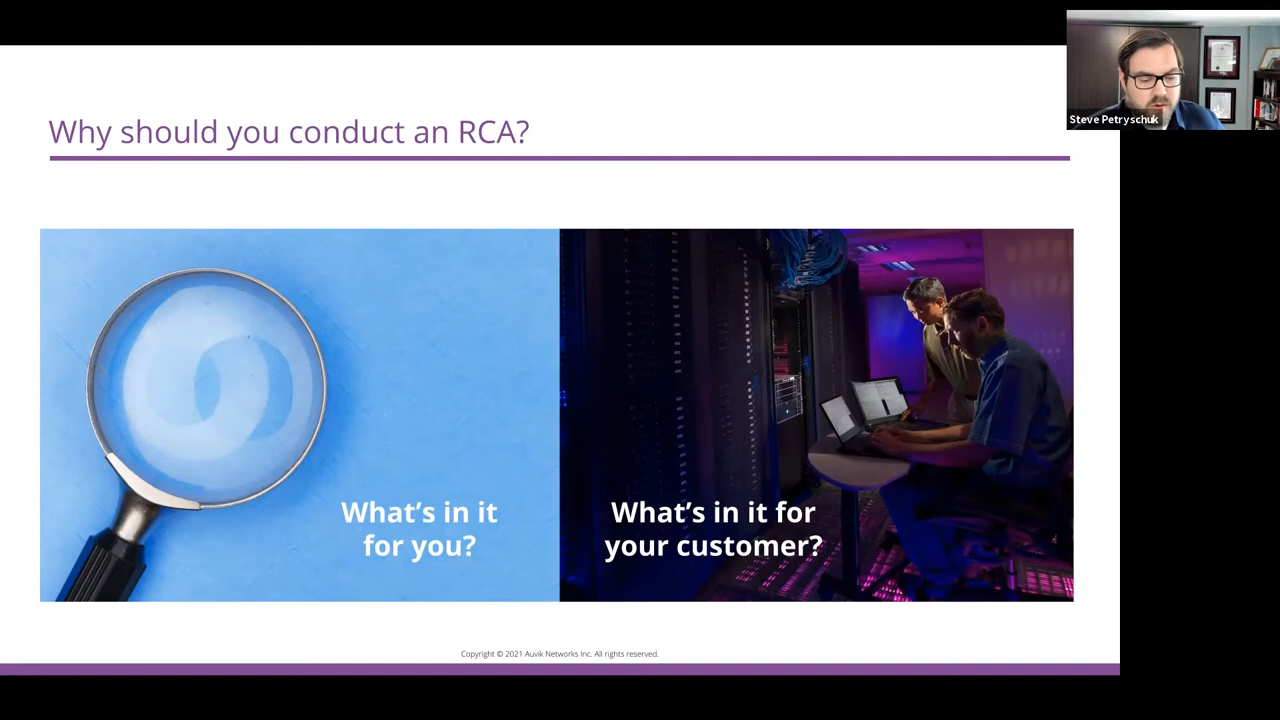 Steve Petryschuk
Why should you conduct an RCA?
What's in it
for you?
What's in it for
your customer?
Copyright © 2021 Auvik Networks Inc. All rights reserved.